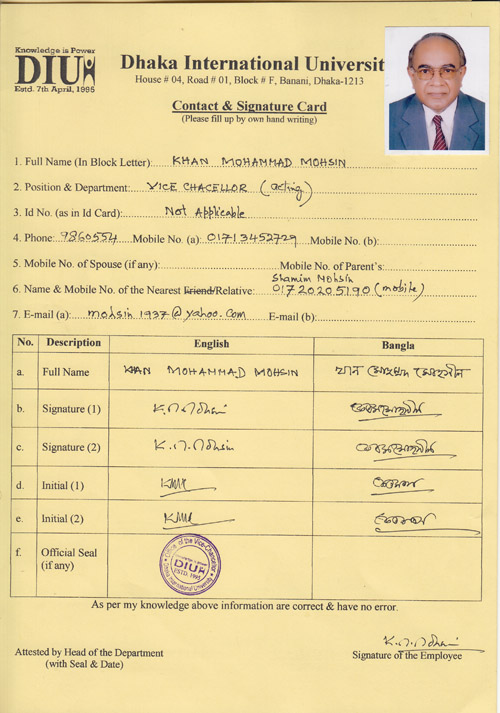 Knowledge is Power
DIU
Estd. 7th April, 1995
Dhaka International Universit
House # 04, Road # 01, Block # F, Banani, Dhaka-1213
Contact & Signature Card
(Please fill up by own hand writing)
1. Full Name (In Block Letter): KHAN MOHAMMAD MOHSIN
2. Position & Department: VICE CHACELLOR (acting)
3. Id No. (as in Id Card): Not Applicable
4. Phone: 9860554 Mobile No. (a) 01713452729 Mobile No. (b)
5. Mobile No. of Spouse (if any): Mobile No. of Parent's:
Shamim Mohsin
6. Name & Mobile No. of the Nearest Friend/Relative: 01720205190 (mobile)
7. E-mail (a): mohsin1937@yahoo.com E-mail (b)
No. Description English Bangla
a. Full Name KHAN MOHAMMAD MOHSIN খান মোহাম্মদ মোহসীন
b. Signature (1) K.M.Mohsin
c. Signature (2) K.M.Mohsin
d. Initial (1) KMM
e. Initial (2) KMM
f. Official Seal
(if any)
Office of the Vice-Chancellor
DIU
ESTD. 1995
Dhaka International University
As per my knowledge above information are correct & have no error.
K.M.Mohsin
Attested by Head of the Department Signature of the Employee
(with Seal & Date)